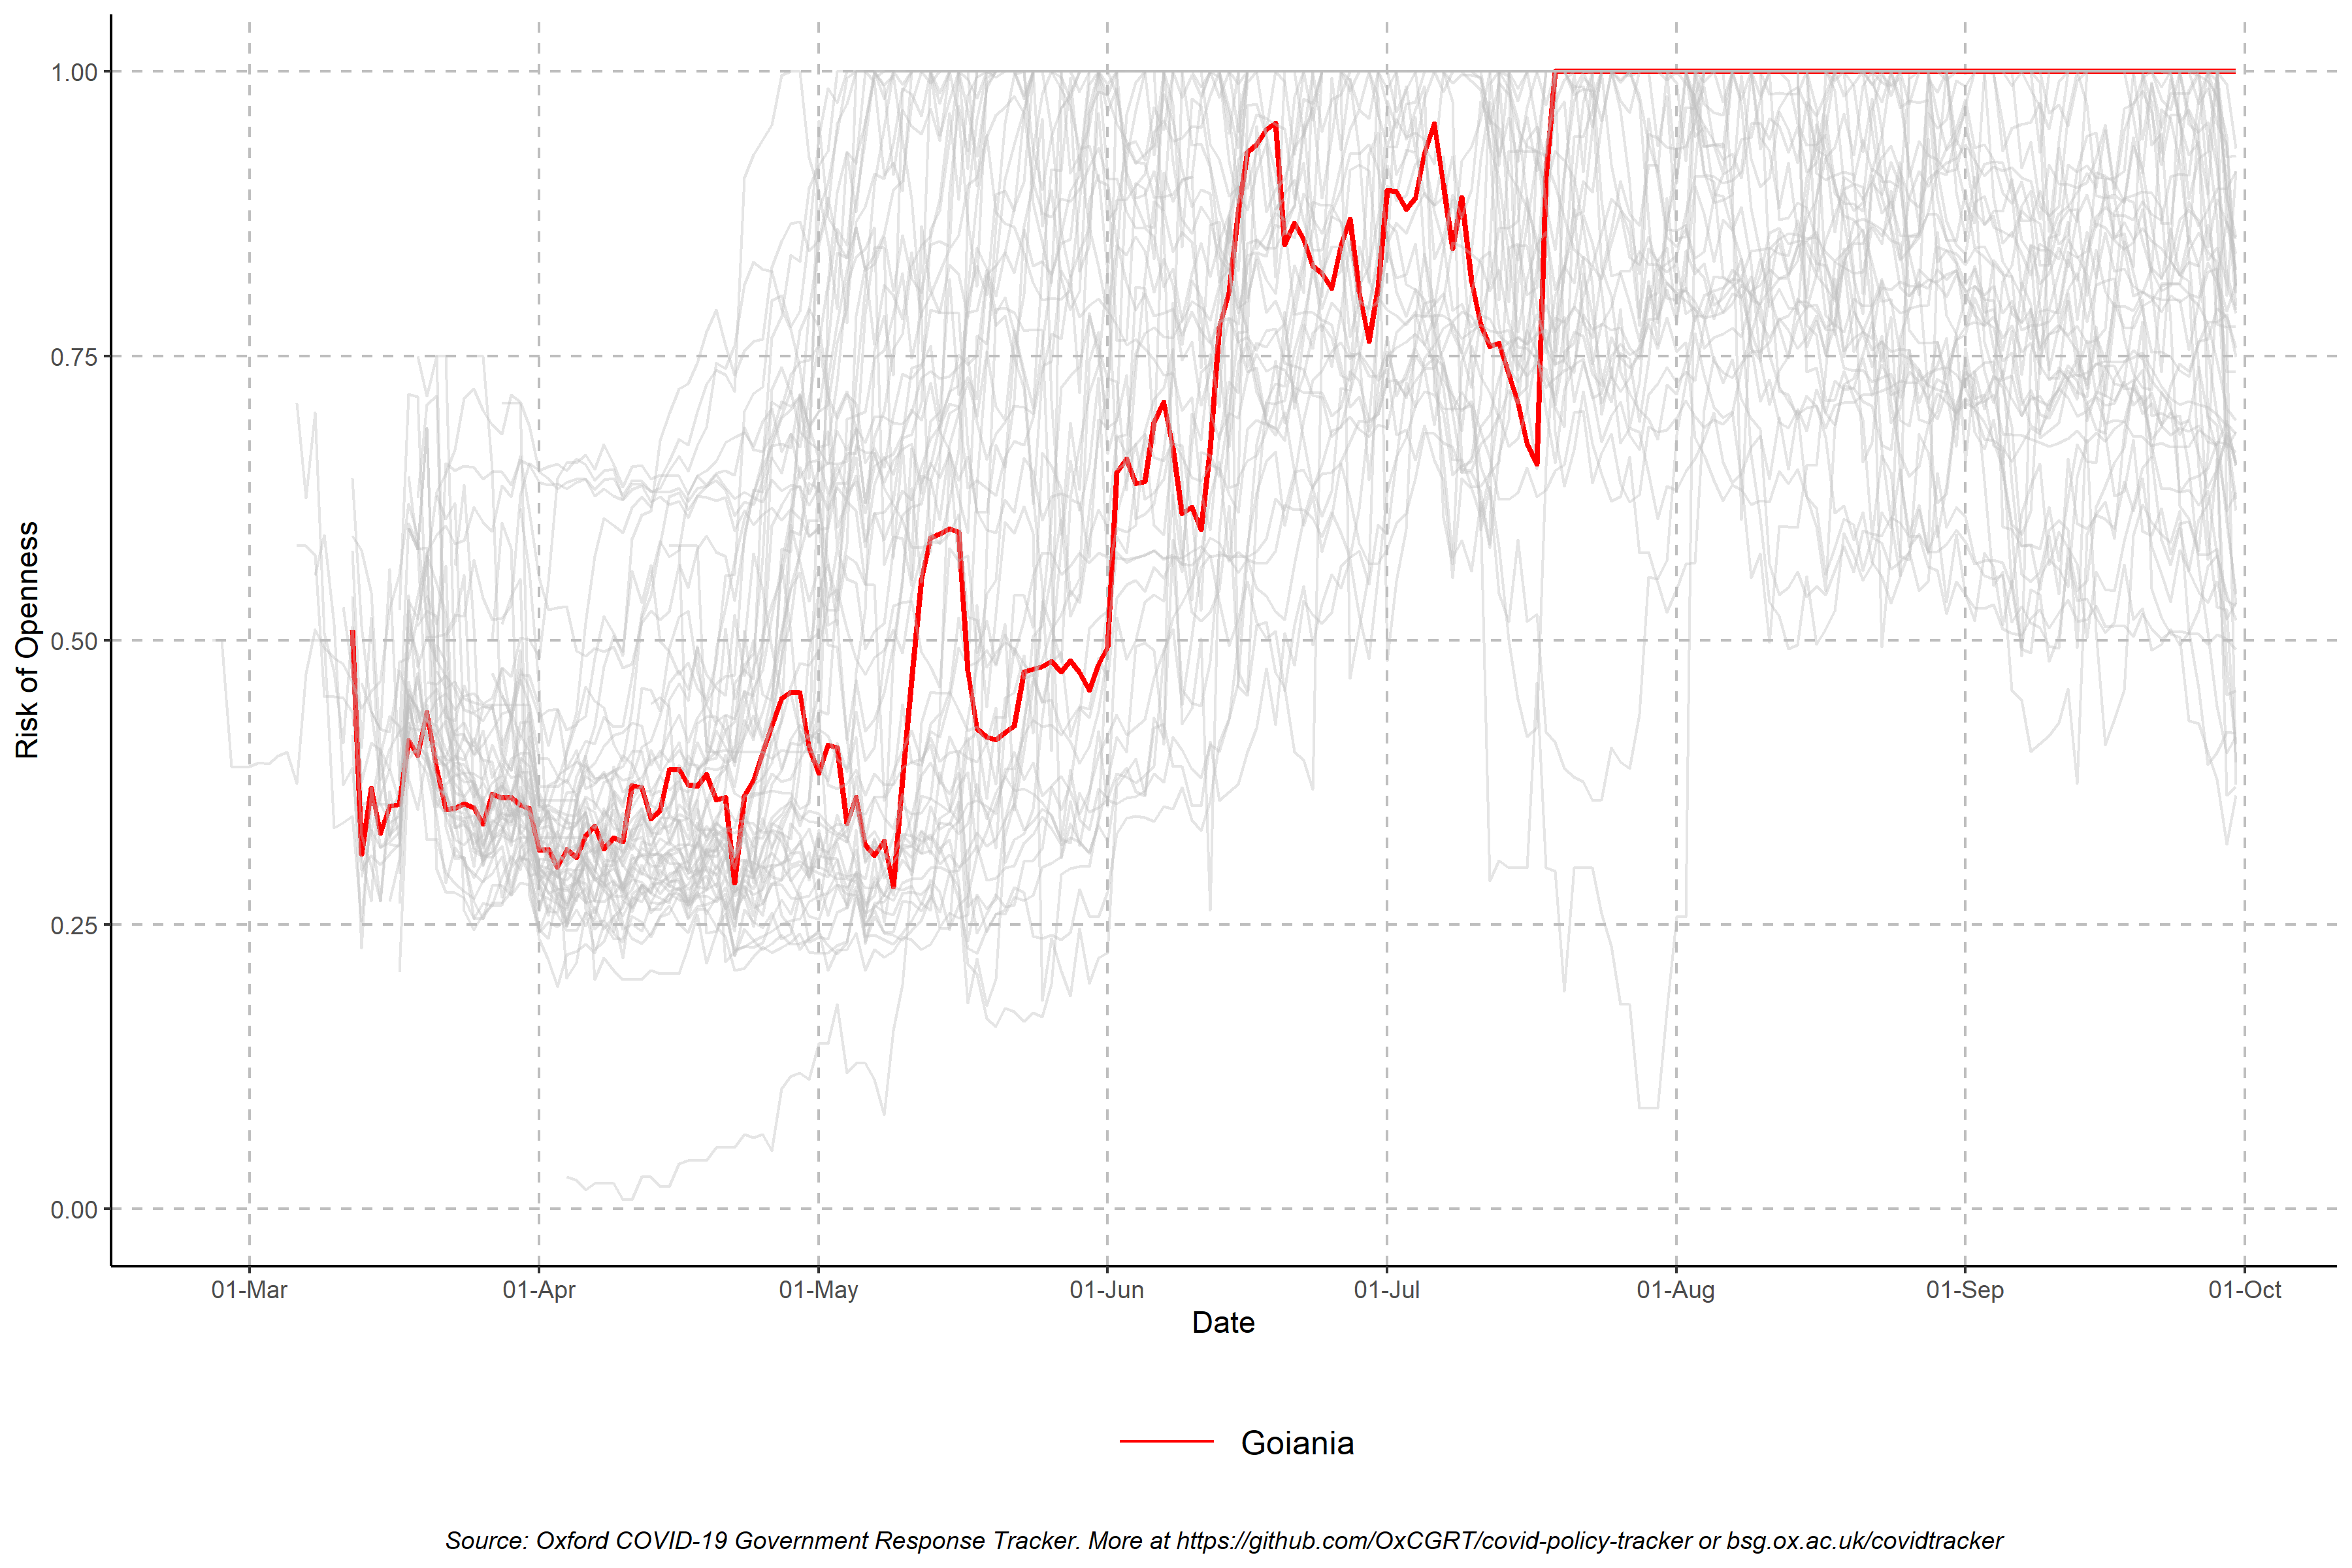 Risk of Openness
1.00
0.75
0.50
0.25
0.00
01-Mar 01-Apr 01-May 01-Jun 01-Jul 01-Aug 01-Sep 01-Oct
Date
Goiania
Source: Oxford COVID-19 Government Response Tracker. More at https://github.com/OxCGRT/covid-policy-tracker or bsg.ox.ac.uk/covidtracker